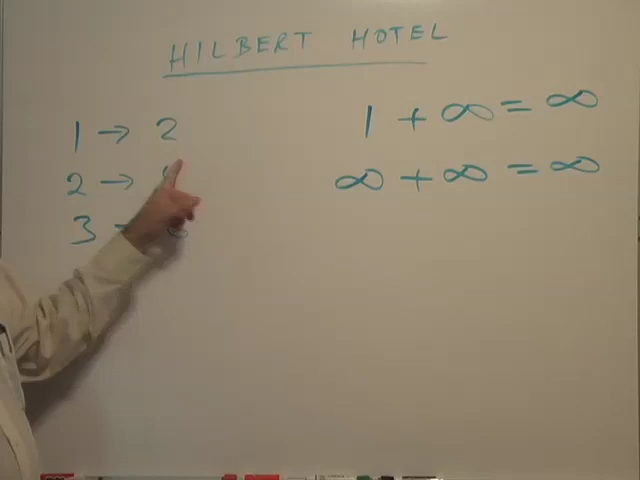 HILBERT HOTEL
1 → 2
2 →
3
1 + ∞ = ∞
∞ + ∞ = ∞